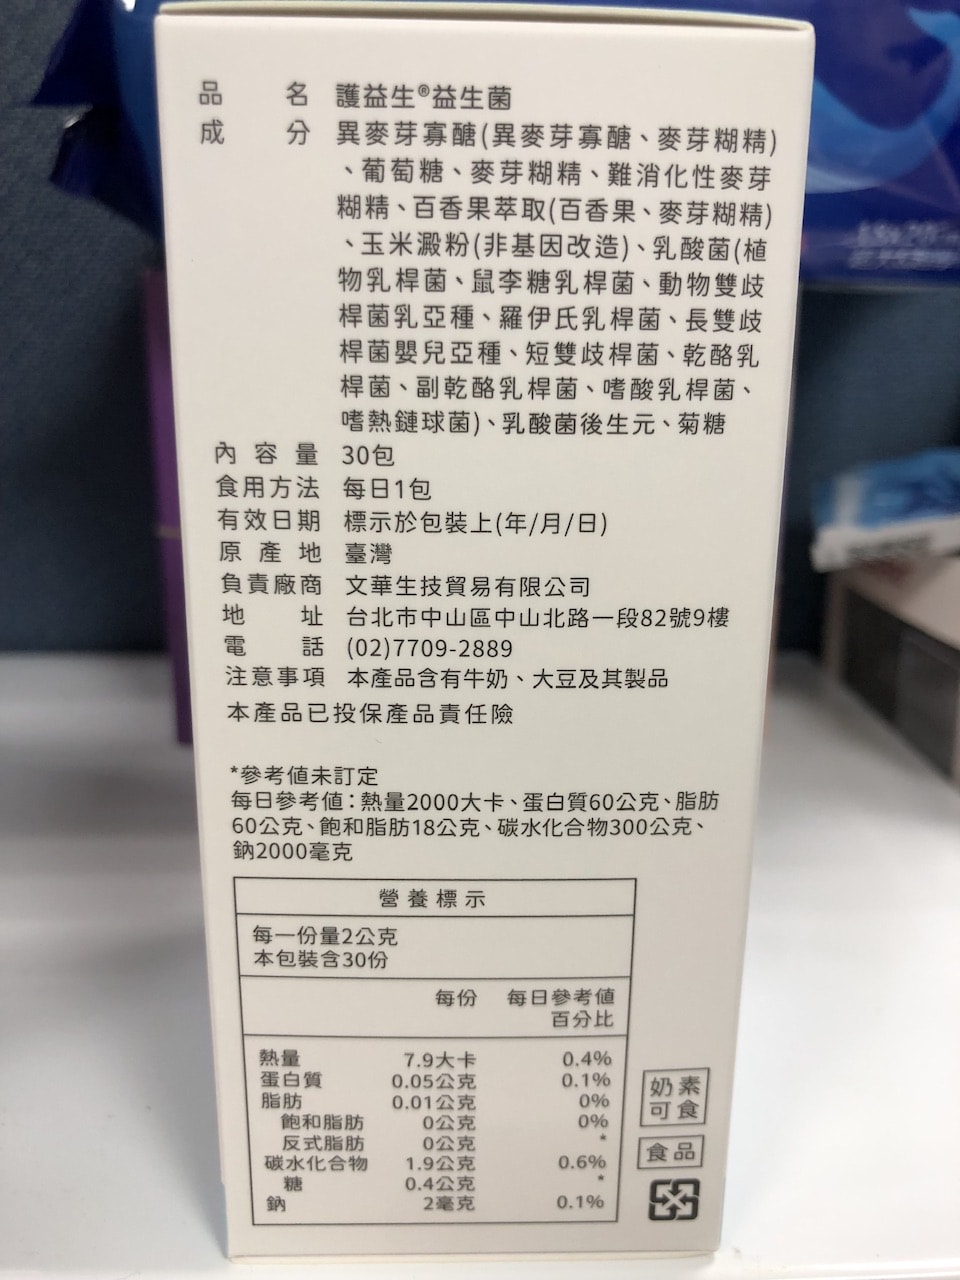 品名 護益生®益生菌
成分 異麥芽寡醣(異麥芽寡醣、麥芽糊精)
、葡萄糖、麥芽糊精、難消化性麥芽
糊精、百香果萃取(百香果、麥芽糊精)
、玉米澱粉(非基因改造)、乳酸菌(植
物乳桿菌、鼠李糖乳桿菌、動物雙歧
桿菌乳亞種、羅伊氏乳桿菌、長雙歧
桿菌嬰兒亞種、短雙歧桿菌、乾酪乳
桿菌、副乾酪乳桿菌、嗜酸乳桿菌、
嗜熱鏈球菌)、乳酸菌後生元、菊糖
內容量 30包
食用方法 每日1包
有效日期 標示於包裝上(年/月/日)
原產地 臺灣
負責廠商 文華生技貿易有限公司
地址 台北市中山區中山北路一段82號9樓
電話 (02)7709-2889
注意事項 本產品含有牛奶、大豆及其製品
本產品已投保產品責任險
*參考值未訂定
每日參考值：熱量2000大卡、蛋白質60公克、脂肪
60公克、飽和脂肪18公克、碳水化合物300公克、
鈉2000毫克
營養標示
每一份量2公克
本包裝含30份
每份 每日參考值
百分比
熱量 7.9大卡 0.4%
蛋白質 0.05公克 0.1%
脂肪 0.01公克 0%
飽和脂肪 0公克 0%
反式脂肪 0公克 *
碳水化合物 1.9公克 0.6%
糖 0.4公克 *
鈉 2毫克 0.1%
奶素
可食
食品